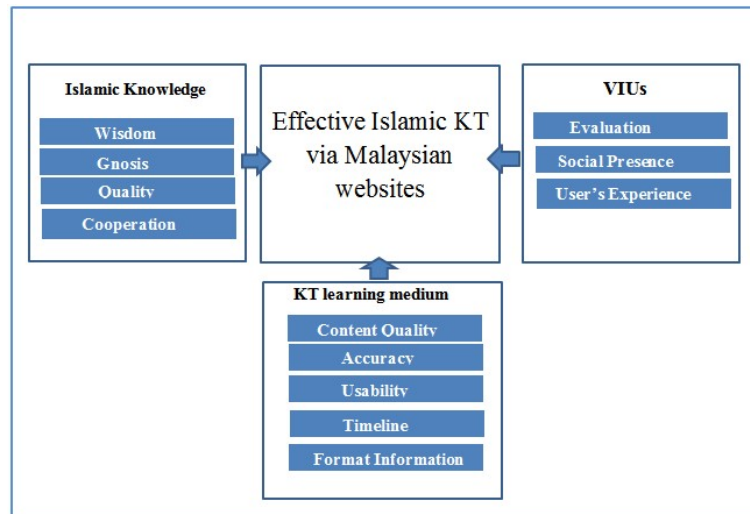 Islamic Knowledge
Wisdom
Gnosis
Quality
Cooperation
Effective Islamic KT
via Malaysian
websites
VIUs
Evaluation
Social Presence
User's Experience
KT learning medium
Content Quality
Accuracy
Usability
Timeline
Format Information